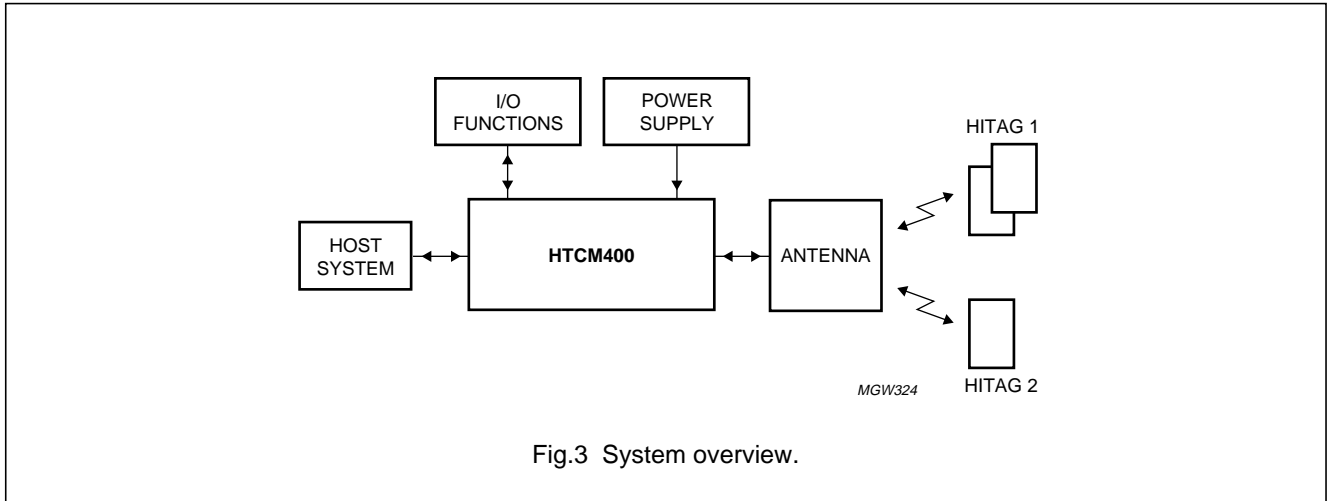 I/O
FUNCTIONS
POWER
SUPPLY
HITAG 1
HOST
SYSTEM
HTCM400
ANTENNA
MGW324
HITAG 2
Fig.3 System overview.